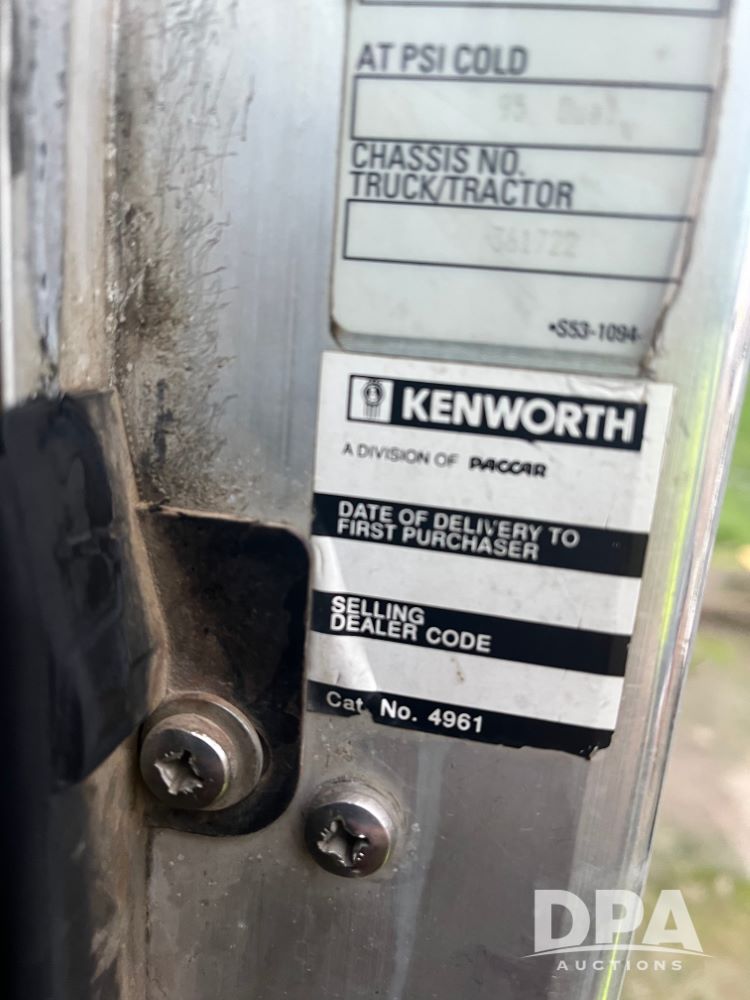 AT PSI COLD
95 Dual
CHASSIS NO.
TRUCK/TRACTOR
361722
•S53-1094-
KENWORTH
A DIVISION OF PACCAR
DATE OF DELIVERY TO
FIRST PURCHASER
SELLING
DEALER CODE
Cat. No. 4961
DPA
AUCTIONS